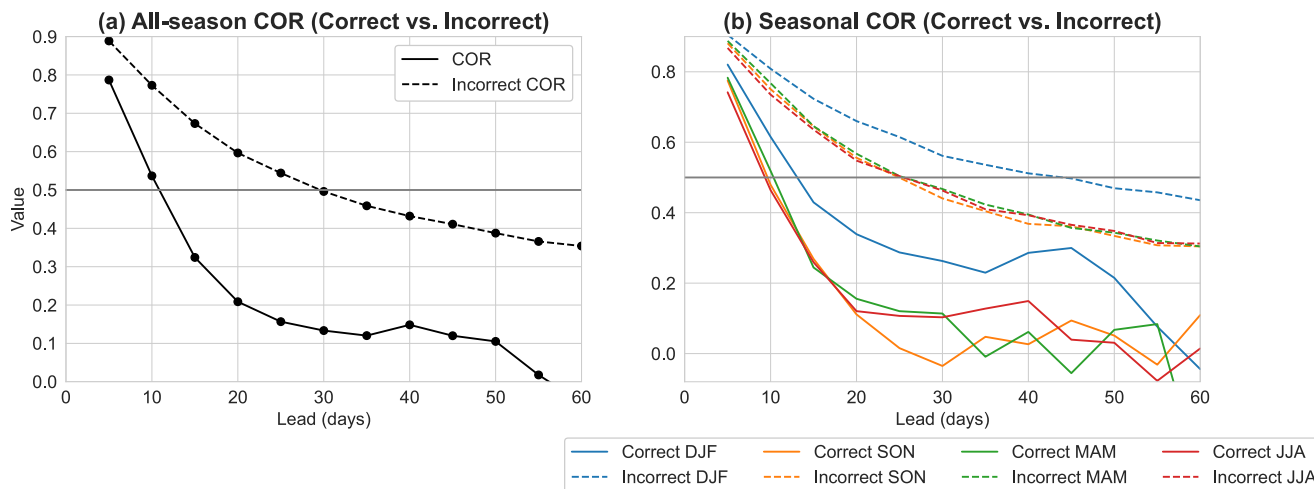 (a) All-season COR (Correct vs. Incorrect)
0.9
0.8
0.7
0.6
0.5
0.4
0.3
0.2
0.1
0.0
Value
COR
Incorrect COR
0 10 20 30 40 50 60
Lead (days)
(b) Seasonal COR (Correct vs. Incorrect)
0.8
0.6
0.4
0.2
0.0
0 10 20 30 40 50 60
Lead (days)
Correct DJF Correct SON Correct MAM Correct JJA
Incorrect DJF Incorrect SON Incorrect MAM Incorrect JJA